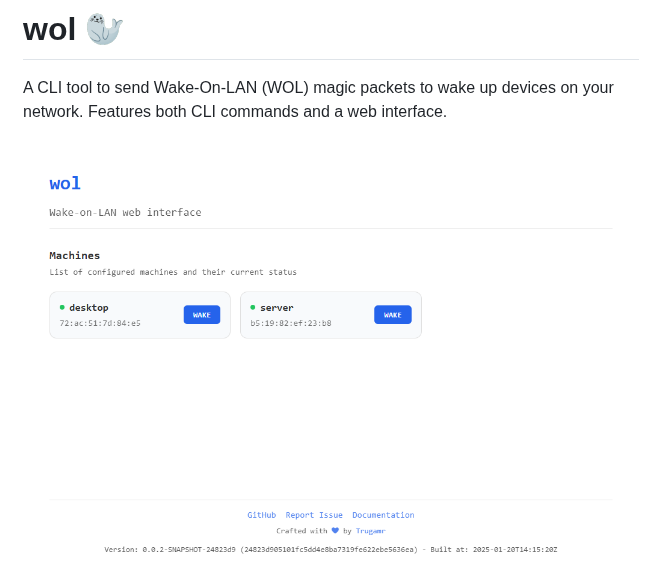 wol 🦭
A CLI tool to send Wake-On-LAN (WOL) magic packets to wake up devices on your
network. Features both CLI commands and a web interface.
wol
Wake-on-LAN web interface
Machines
List of configured machines and their current status
desktop
72:ac:51:7d:84:e5
WAKE
server
b5:19:82:ef:23:b8
WAKE
GitHub Report Issue Documentation
Crafted with 💙 by Trugamr
Version: 0.0.2-SNAPSHOT-24823d9 (24823d905101fc5dd4e8ba7319fe622ebe5636ea) - Built at: 2025-01-20T14:15:20Z